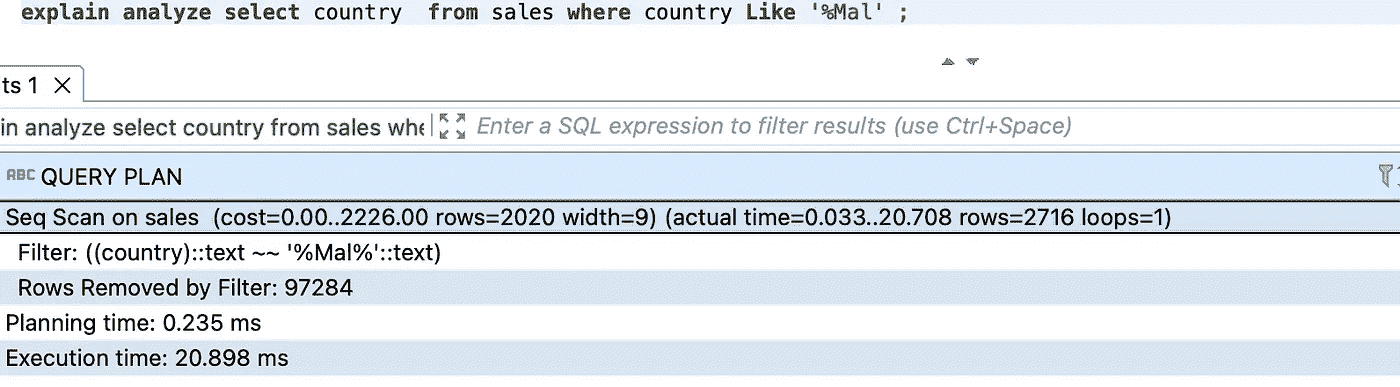 explain analyze select country from sales where country Like '%Mal' ;
ts 1
in analyze select country from sales whe Enter a SQL expression to filter results (use Ctrl+Space)
ABC QUERY PLAN
Seq Scan on sales (cost=0.00..2226.00 rows=2020 width=9) (actual time=0.033..20.708 rows=2716 loops=1)
Filter: ((country)::text ~~ '%Mal%'::text)
Rows Removed by Filter: 97284
Planning time: 0.235 ms
Execution time: 20.898 ms